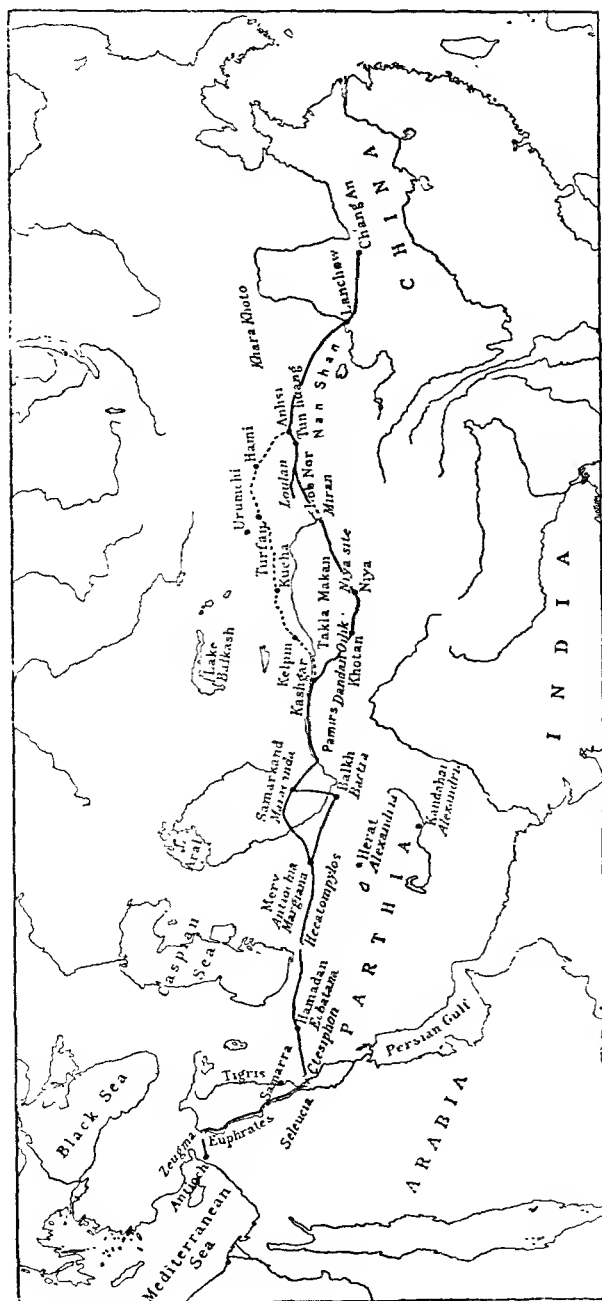 Black Sea
Caspian
Sea
Aral
Lake
Balkash
Mediterranean
Sea
Antioch
Zeugma
Euphrates
Tigris
Samarra
Seleucia
Ctesiphon
Hamadan
Ecbatana
Hecatompylos
Merv
Antiochia
Margiana
Samarkand
Balkh
Bactra
Herat
Alexandria
Kandahar
Alexandria
PARTHIA
Persian Gulf
ARABIA
INDIA
Pamirs
Kashgar
Kelpin
Kucha
Turfan
Urumchi
Hami
Takla Makan
Dandan Oilik
Khotan
Niya
Niya site
Miran
Lob Nor
Loulan
Tun huang
Anhsi
Nan Shan
Khara Khoto
Lanchow
Ch'ang An
CHINA